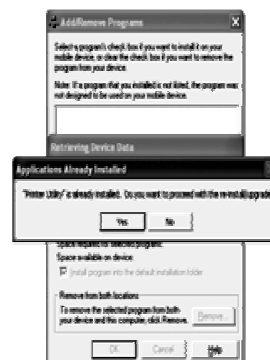 Add/Remove Programs
Select a program's check box if you want to install it on your
mobile device, or clear the check box if you want to remove the
program from your device.
Note: If a program that you installed is not listed, the program was
not designed to be used on your mobile device.
Retrieving Device Data
Applications Already Installed
"Printer Utility" is already installed. Do you want to proceed with the re-install/upgrade
Yes
No
Space required for selected programs:
Space available on device:
Install program into the default installation folder
Remove from both locations
To remove the selected program from both
your device and this computer, click Remove.
Remove...
OK
Cancel
Help